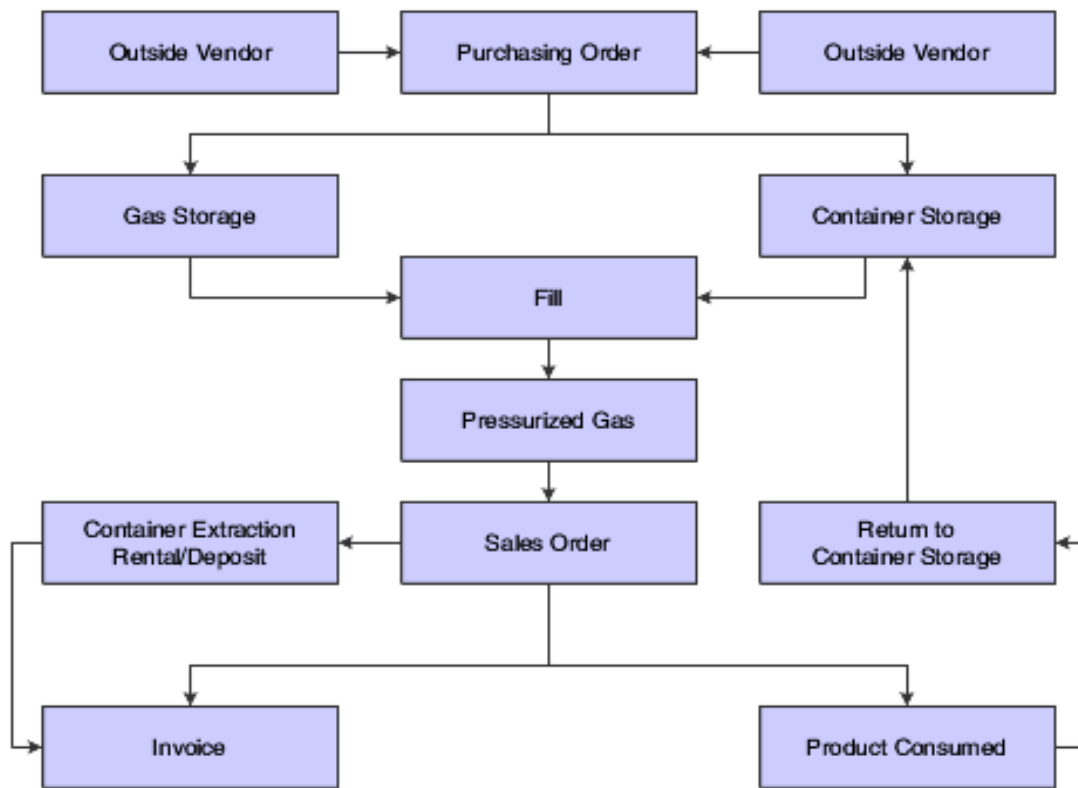 Outside Vendor
Purchasing Order
Outside Vendor
Gas Storage
Container Storage
Fill
Pressurized Gas
Container Extraction
Rental/Deposit
Sales Order
Return to
Container Storage
Invoice
Product Consumed